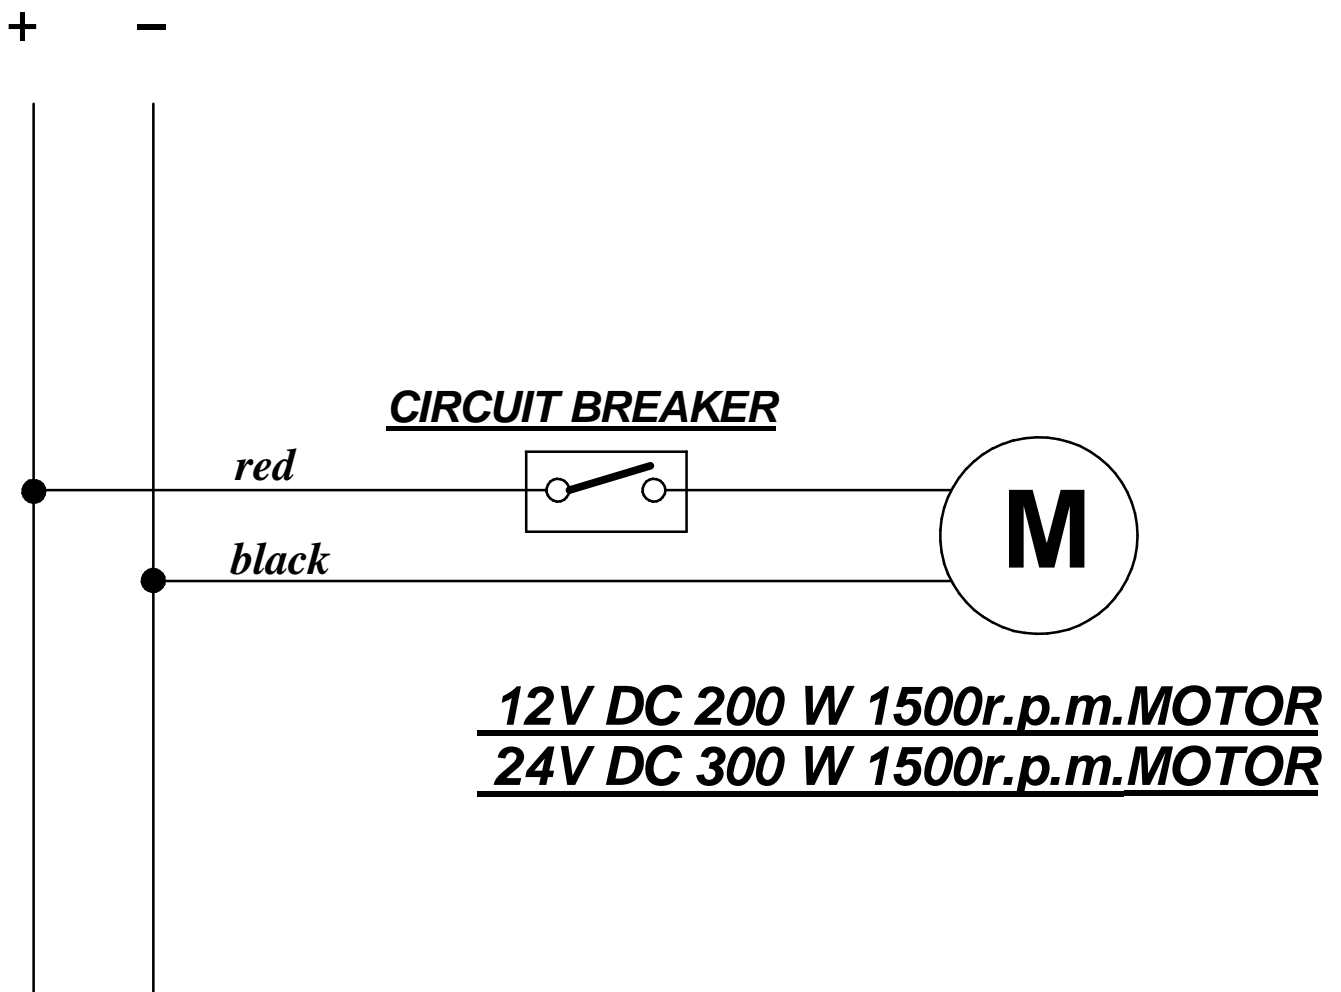 + −
CIRCUIT BREAKER
red
black
M
12V DC 200 W 1500r.p.m.MOTOR
24V DC 300 W 1500r.p.m.MOTOR